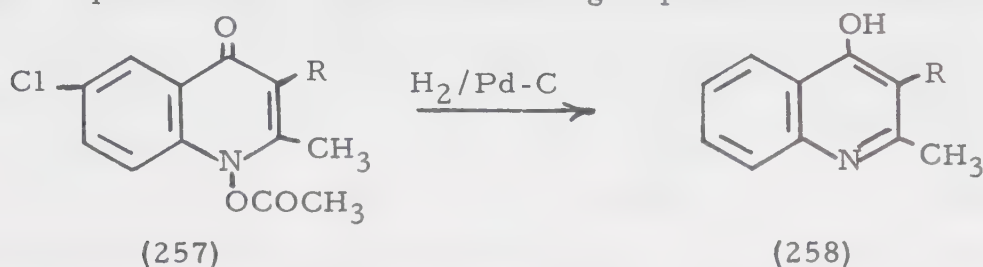 O
OH
Cl
R
H2/Pd-C
R
CH3
N
N
CH3
OCOCH3
(257)
(258)